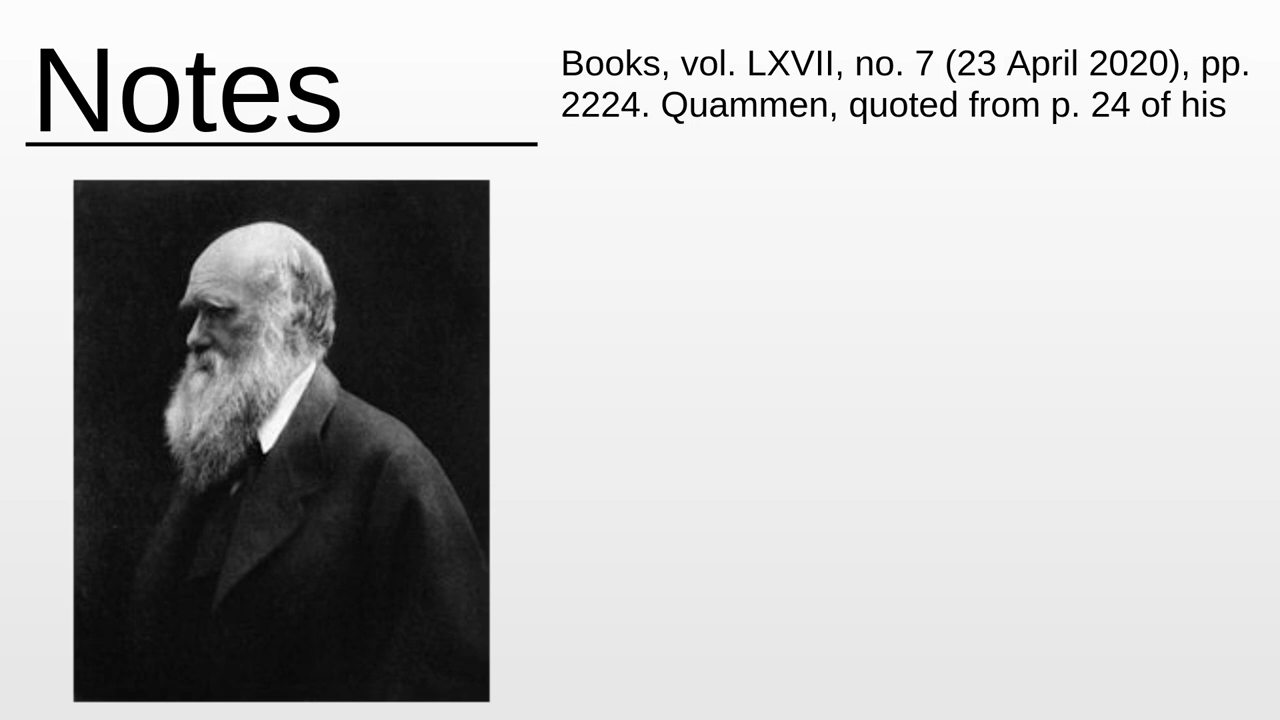 Notes
Books, vol. LXVII, no. 7 (23 April 2020), pp.
2224. Quammen, quoted from p. 24 of his